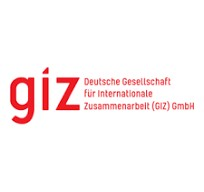 giz
Deutsche Gesellschaft
für Internationale
Zusammenarbeit (GIZ) GmbH